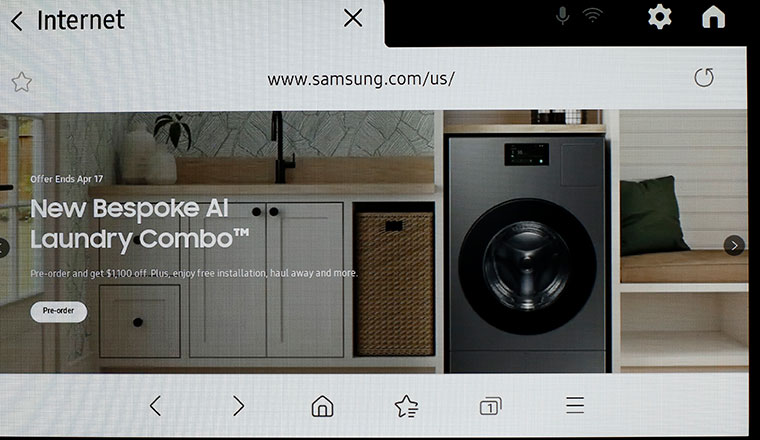 Internet
www.samsung.com/us/
Offer Ends Apr 17
New Bespoke AI
Laundry Combo™
Pre-order and get $1,100 off. Plus, enjoy free installation, haul away and more.
Pre-order
1